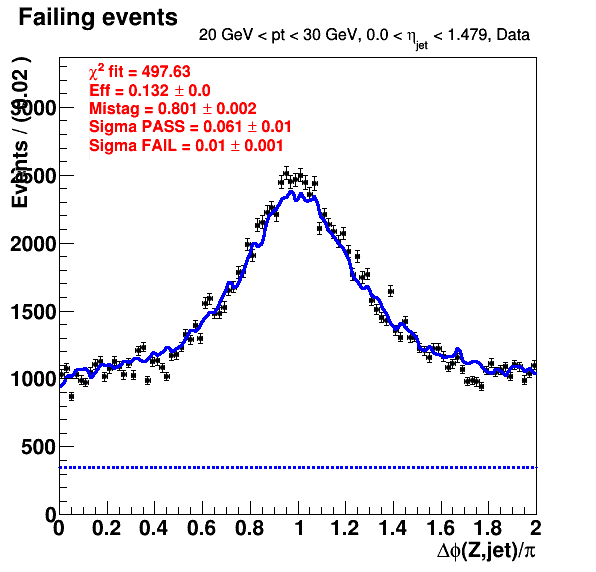 Failing events
20 GeV < pt < 30 GeV, 0.0 < η_jet < 1.479, Data
χ² fit = 497.63
Eff = 0.132 ± 0.0
Mistag = 0.801 ± 0.002
Sigma PASS = 0.061 ± 0.01
Sigma FAIL = 0.01 ± 0.001
Events / ( 0.02 )
3000
2500
2000
1500
1000
500
0
0 0.2 0.4 0.6 0.8 1 1.2 1.4 1.6 1.8 2
Δϕ(Z,jet)/π